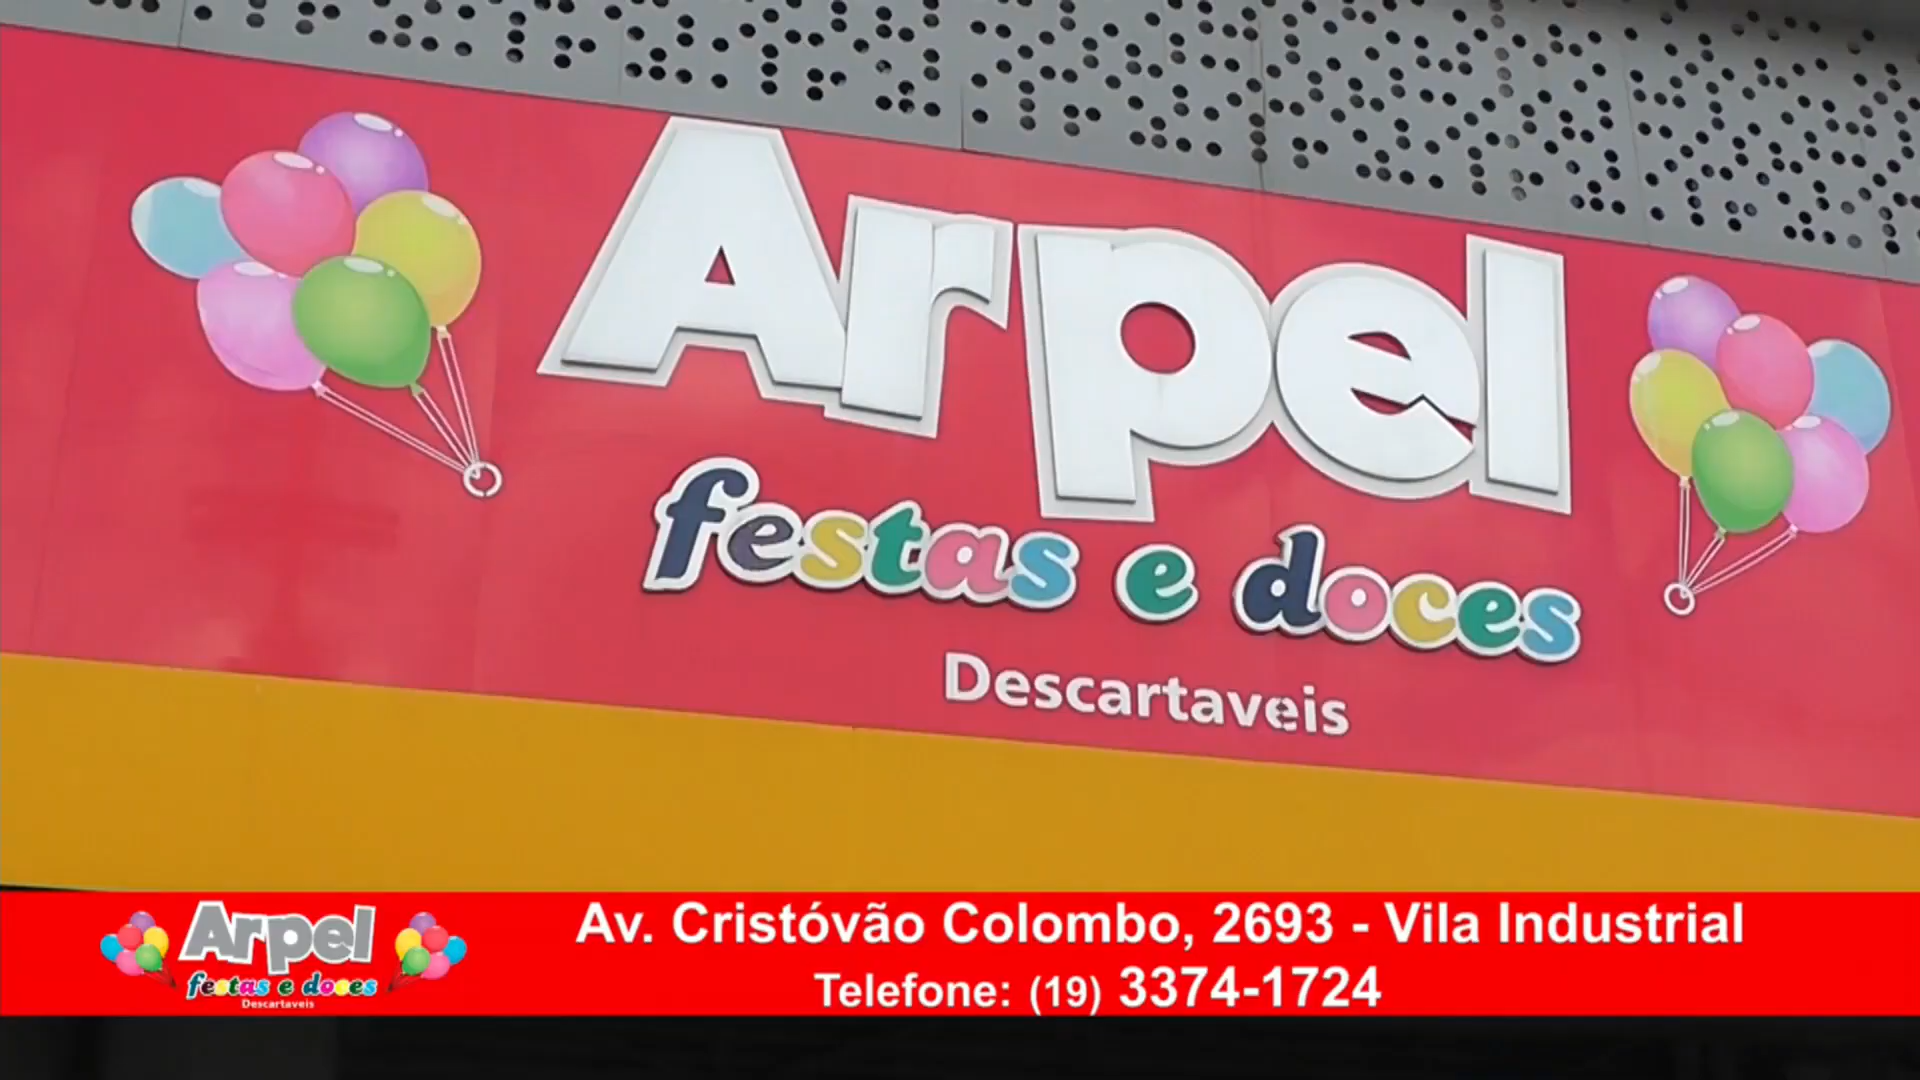 Arpel
festas e doces
Descartaveis
Arpel
festas e doces
Descartaveis
Av. Cristóvão Colombo, 2693 - Vila Industrial
Telefone: (19) 3374-1724